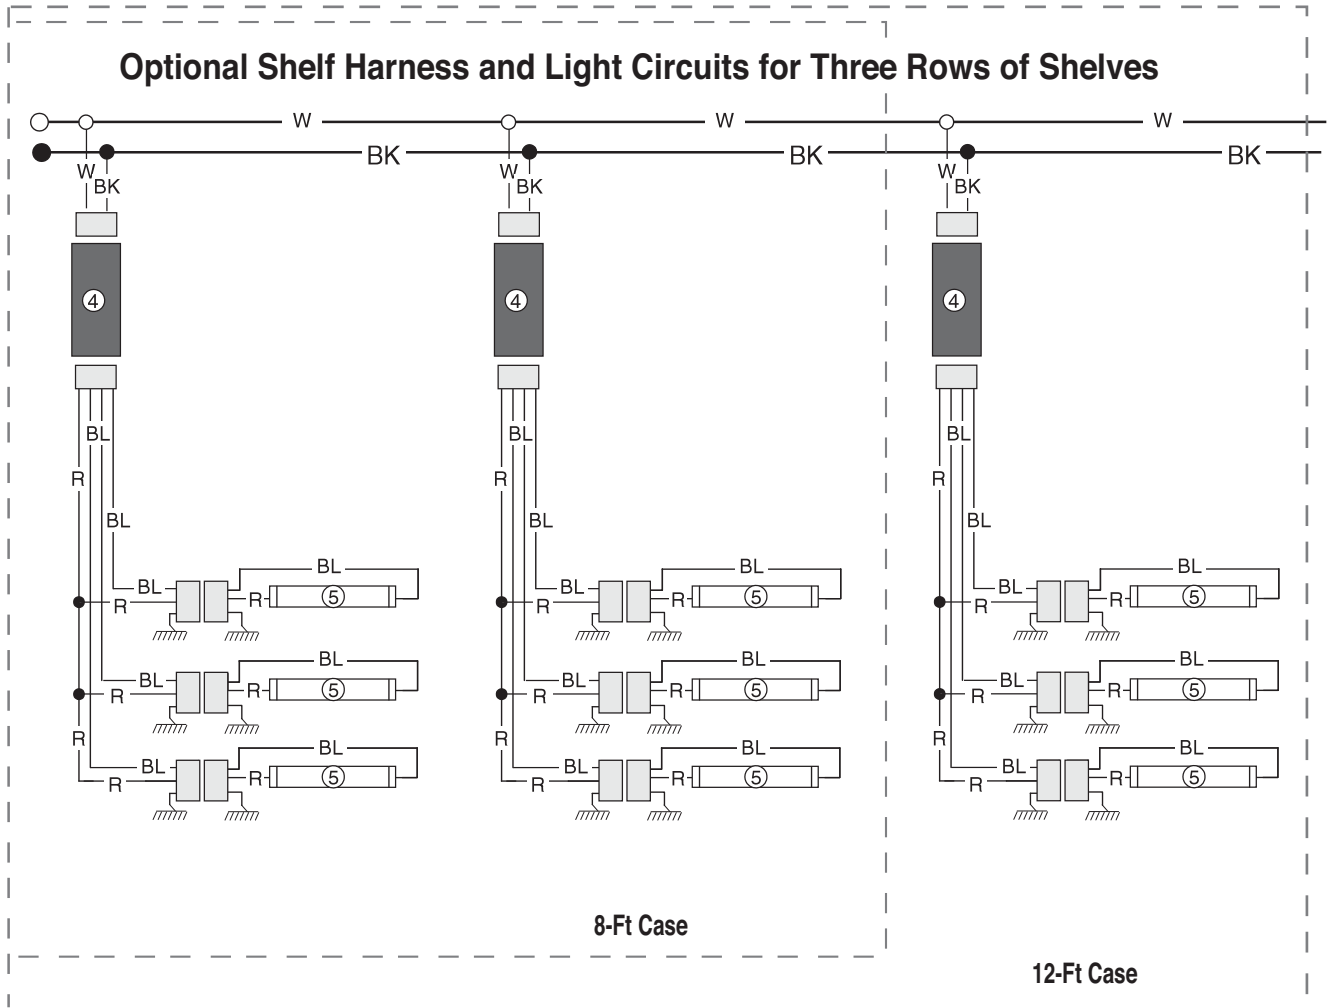 Optional Shelf Harness and Light Circuits for Three Rows of Shelves
W W W
BK BK BK
W W W
BK BK BK
4 4 4
BL BL BL
R R R
BL BL BL
BL BL BL
BL R 5 BL R 5 BL R 5
R R R
BL BL BL
BL R 5 BL R 5 BL R 5
R R R
R R R
BL BL BL
BL R 5 BL R 5 BL R 5
R R R
8-Ft Case
12-Ft Case